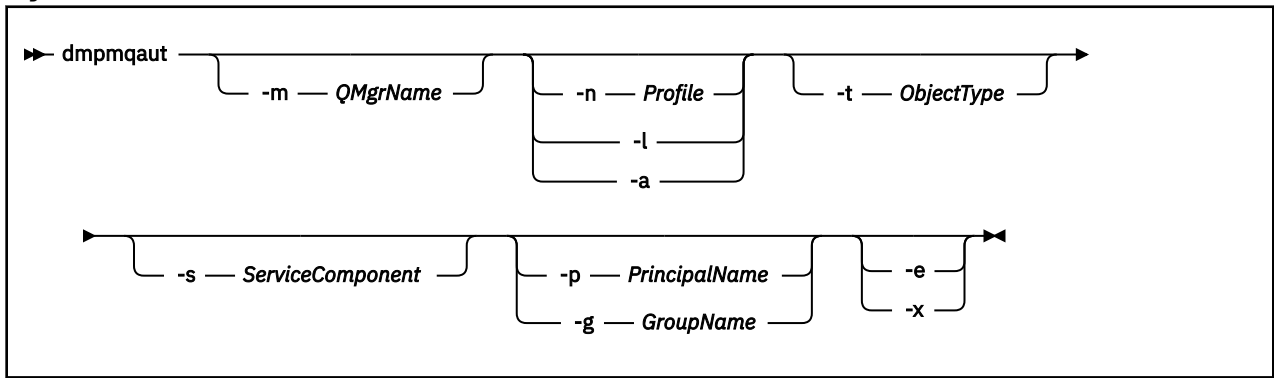 dmpmqaut -m QMgrName -n Profile -t ObjectType
-l
-a
-s ServiceComponent -p PrincipalName -e
-g GroupName -x